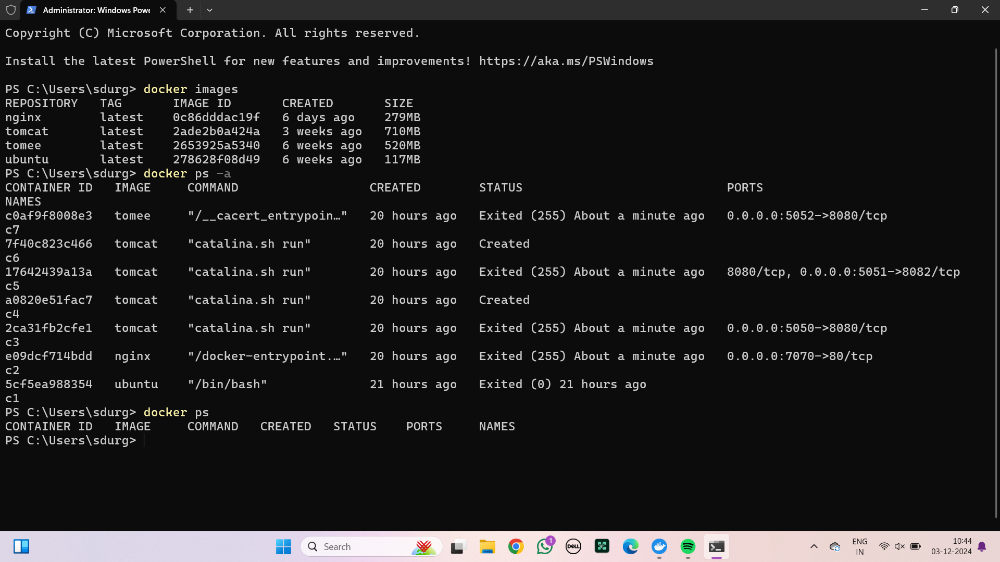 Administrator: Windows Powe
Copyright (C) Microsoft Corporation. All rights reserved.
Install the latest PowerShell for new features and improvements! https://aka.ms/PSWindows
PS C:\Users\sdurg> docker images
REPOSITORY   TAG       IMAGE ID       CREATED       SIZE
nginx        latest    0c86dddac19f   6 days ago    279MB
tomcat       latest    2ade2b0a424a   3 weeks ago   710MB
tomee        latest    2653925a5340   6 weeks ago   520MB
ubuntu       latest    278628f08d49   6 weeks ago   117MB
PS C:\Users\sdurg> docker ps -a
CONTAINER ID   IMAGE     COMMAND                  CREATED        STATUS                            PORTS
NAMES
c0af9f8008e3   tomee     "/__cacert_entrypoin…"   20 hours ago   Exited (255) About a minute ago   0.0.0.0:5052->8080/tcp
c7
7f40c823c466   tomcat    "catalina.sh run"        20 hours ago   Created
c6
17642439a13a   tomcat    "catalina.sh run"        20 hours ago   Exited (255) About a minute ago   8080/tcp, 0.0.0.0:5051->8082/tcp
c5
a0820e51fac7   tomcat    "catalina.sh run"        20 hours ago   Created
c4
2ca31fb2cfe1   tomcat    "catalina.sh run"        20 hours ago   Exited (255) About a minute ago   0.0.0.0:5050->8080/tcp
c3
e09dcf714bdd   nginx     "/docker-entrypoint.…"   20 hours ago   Exited (255) About a minute ago   0.0.0.0:7070->80/tcp
c2
5cf5ea988354   ubuntu    "/bin/bash"              21 hours ago   Exited (0) 21 hours ago
c1
PS C:\Users\sdurg> docker ps
CONTAINER ID   IMAGE     COMMAND   CREATED   STATUS    PORTS     NAMES
PS C:\Users\sdurg>
Search
1
DELL
ENG
IN
10:44
03-12-2024